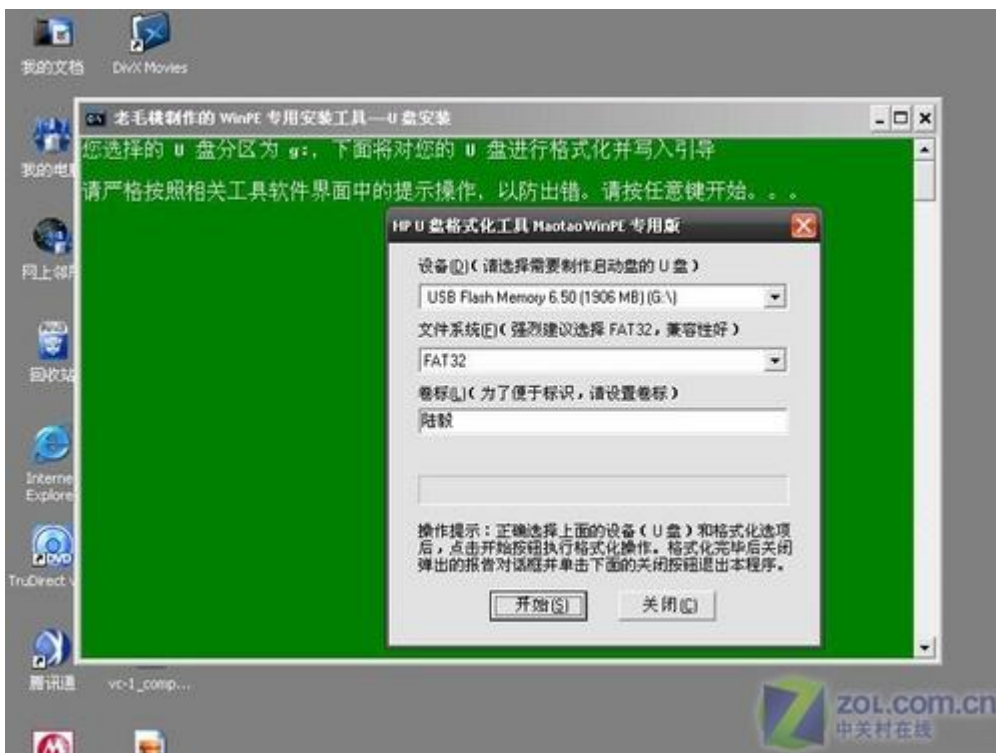 我的文档
DivX Movies
老毛桃制作的 WinPE 专用安装工具—U 盘安装
您选择的 U 盘分区为 g:，下面将对您的 U 盘进行格式化并写入引导
我的电
请严格按照相关工具软件界面中的提示操作，以防出错。请按任意键开始。。。
HP U 盘格式化工具 MaotaoWinPE 专用版
设备(D)(请选择需要制作启动盘的 U 盘)
网上邻
USB Flash Memory 6.50 (1906 MB) (G:\)
文件系统(F)(强烈建议选择 FAT32，兼容性好)
FAT32
回收站
卷标(L)(为了便于标识，请设置卷标)
陆毅
Interne
Explore
操作提示：正确选择上面的设备(U 盘)和格式化选项
后，点击开始按钮执行格式化操作。格式化完毕后关闭
弹出的报告对话框并单击下面的关闭按钮退出本程序。
TruDirect
开始(S)
关闭(C)
腾讯通
vc-1_comp...
ZOL.COM.CN
中关村在线